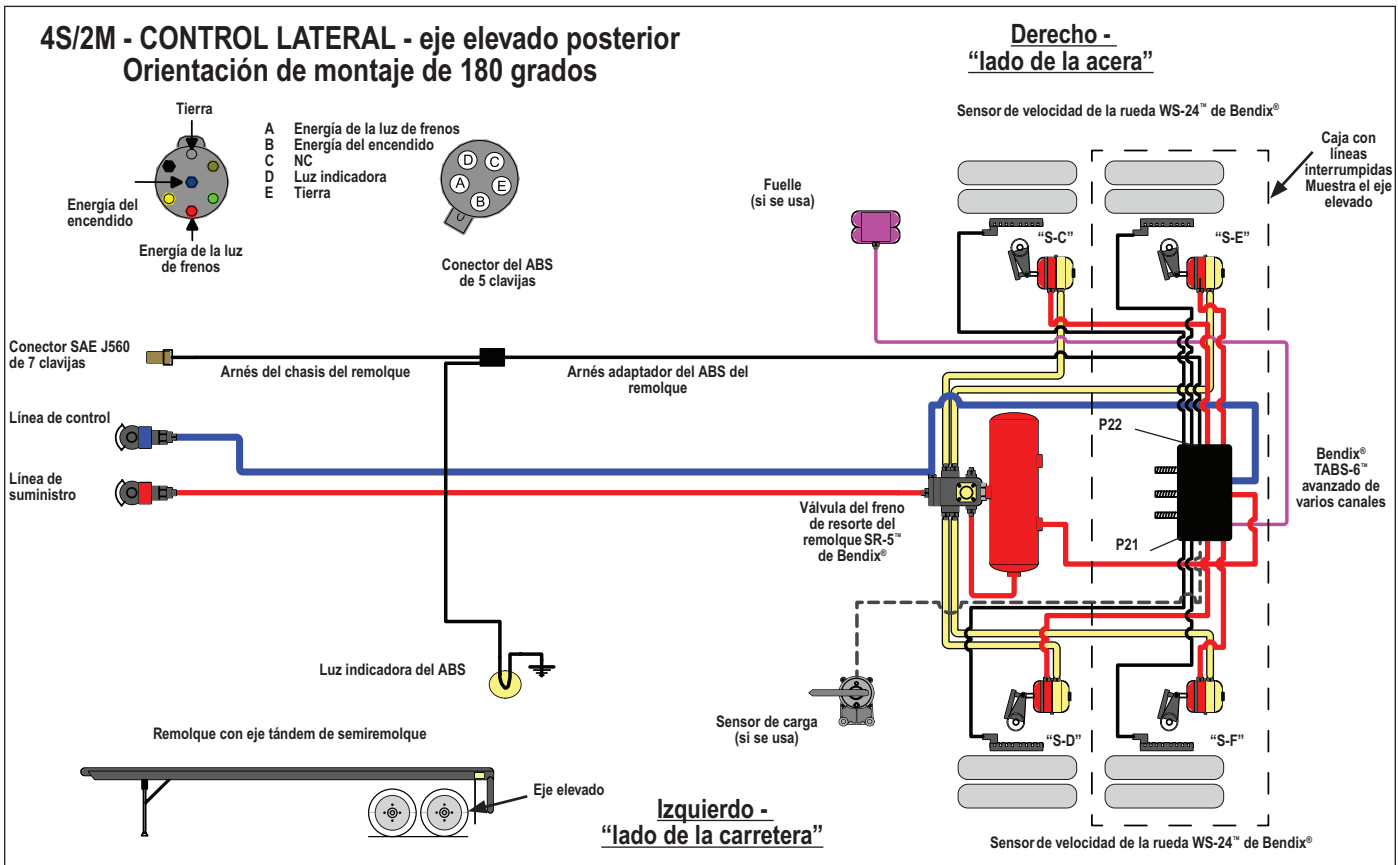 4S/2M - CONTROL LATERAL - eje elevado posterior
Orientación de montaje de 180 grados
Derecho -
“lado de la acera”
Sensor de velocidad de la rueda WS-24™ de Bendix®
Tierra
A Energía de la luz de frenos
B Energía del encendido
C NC
D Luz indicadora
E Tierra
D
C
A
E
B
Energía del
encendido
Energía de la luz
de frenos
Conector del ABS
de 5 clavijas
Fuelle
(si se usa)
Caja con
líneas
interrumpidas
Muestra el eje
elevado
“S-C”
“S-E”
Conector SAE J560
de 7 clavijas
Arnés del chasis del remolque
Arnés adaptador del ABS del
remolque
Línea de control
Línea de
suministro
P22
P21
Bendix®
TABS-6™
avanzado de
varios canales
Válvula del freno
de resorte del
remolque SR-5™
de Bendix®
Luz indicadora del ABS
Sensor de carga
(si se usa)
“S-D”
“S-F”
Remolque con eje tándem de semiremolque
Eje elevado
Izquierdo -
“lado de la carretera”
Sensor de velocidad de la rueda WS-24™ de Bendix®